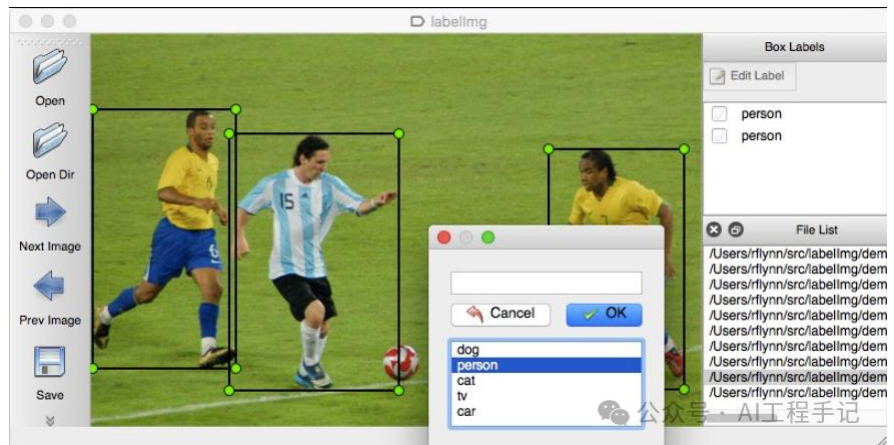 labelImg
Open
Open Dir
Next Image
Prev Image
Save
15
6
7
Cancel
OK
dog
person
cat
tv
car
Box Labels
Edit Label
person
person
File List
/Users/rflynn/src/labelImg/dem
/Users/rflynn/src/labelImg/dem
/Users/rflynn/src/labelImg/dem
/Users/rflynn/src/labelImg/dem
/Users/rflynn/src/labelImg/dem
/Users/rflynn/src/labelImg/dem
/Users/rflynn/src/labelImg/dem
/Users/rflynn/src/labelImg/dem
/Users/rflynn/src/labelImg/dem
/Users/rflynn/src/labelImg/dem
公众号 · AI工程手记